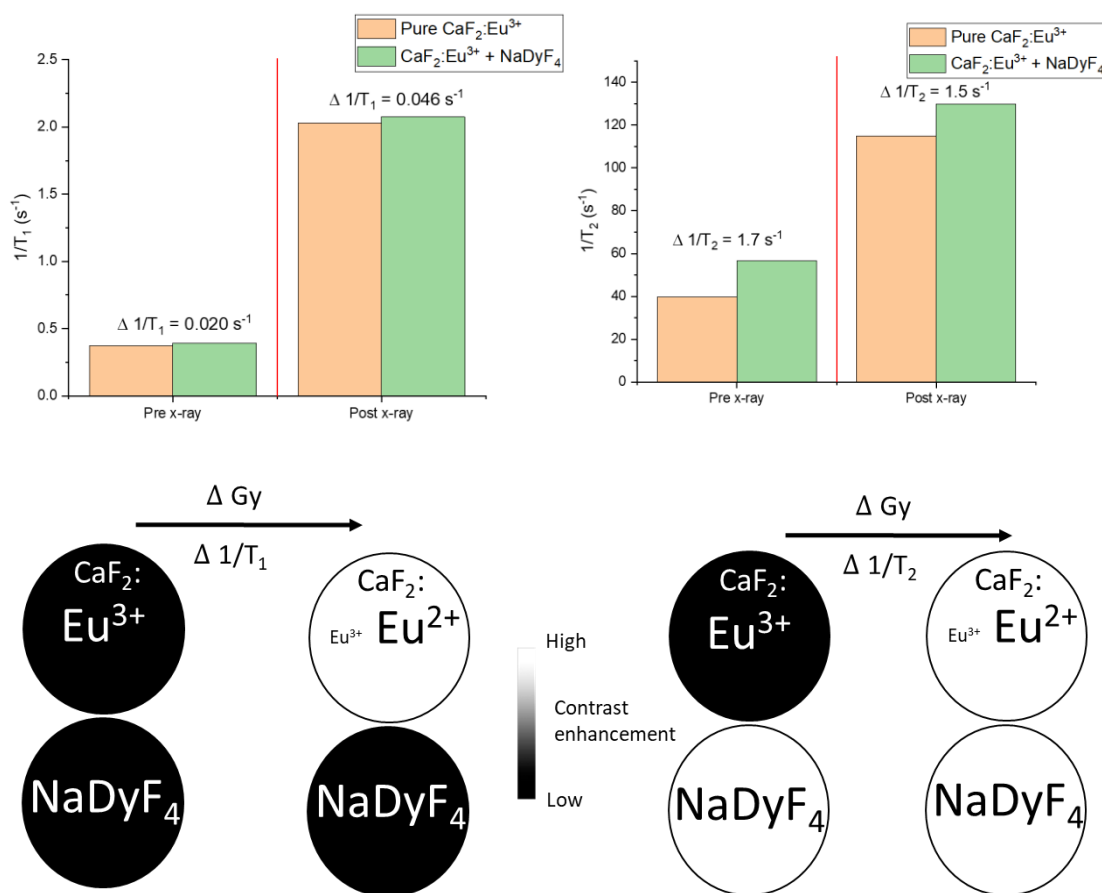 Pure CaF₂:Eu³⁺
CaF₂:Eu³⁺ + NaDyF₄
2.5
2.0
1.5
1.0
0.5
0.0
1/T₁ (s⁻¹)
Δ 1/T₁ = 0.046 s⁻¹
Δ 1/T₁ = 0.020 s⁻¹
Pre x-ray
Post x-ray
Pure CaF₂:Eu³⁺
CaF₂:Eu³⁺ + NaDyF₄
140
120
100
80
60
40
20
0
1/T₂ (s⁻¹)
Δ 1/T₂ = 1.5 s⁻¹
Δ 1/T₂ = 1.7 s⁻¹
Pre x-ray
Post x-ray
Δ Gy
Δ 1/T₁
CaF₂:
Eu³⁺
CaF₂:
Eu³⁺ Eu²⁺
NaDyF₄
NaDyF₄
High
Contrast
enhancement
Low
Δ Gy
Δ 1/T₂
CaF₂:
Eu³⁺
CaF₂:
Eu³⁺ Eu²⁺
NaDyF₄
NaDyF₄